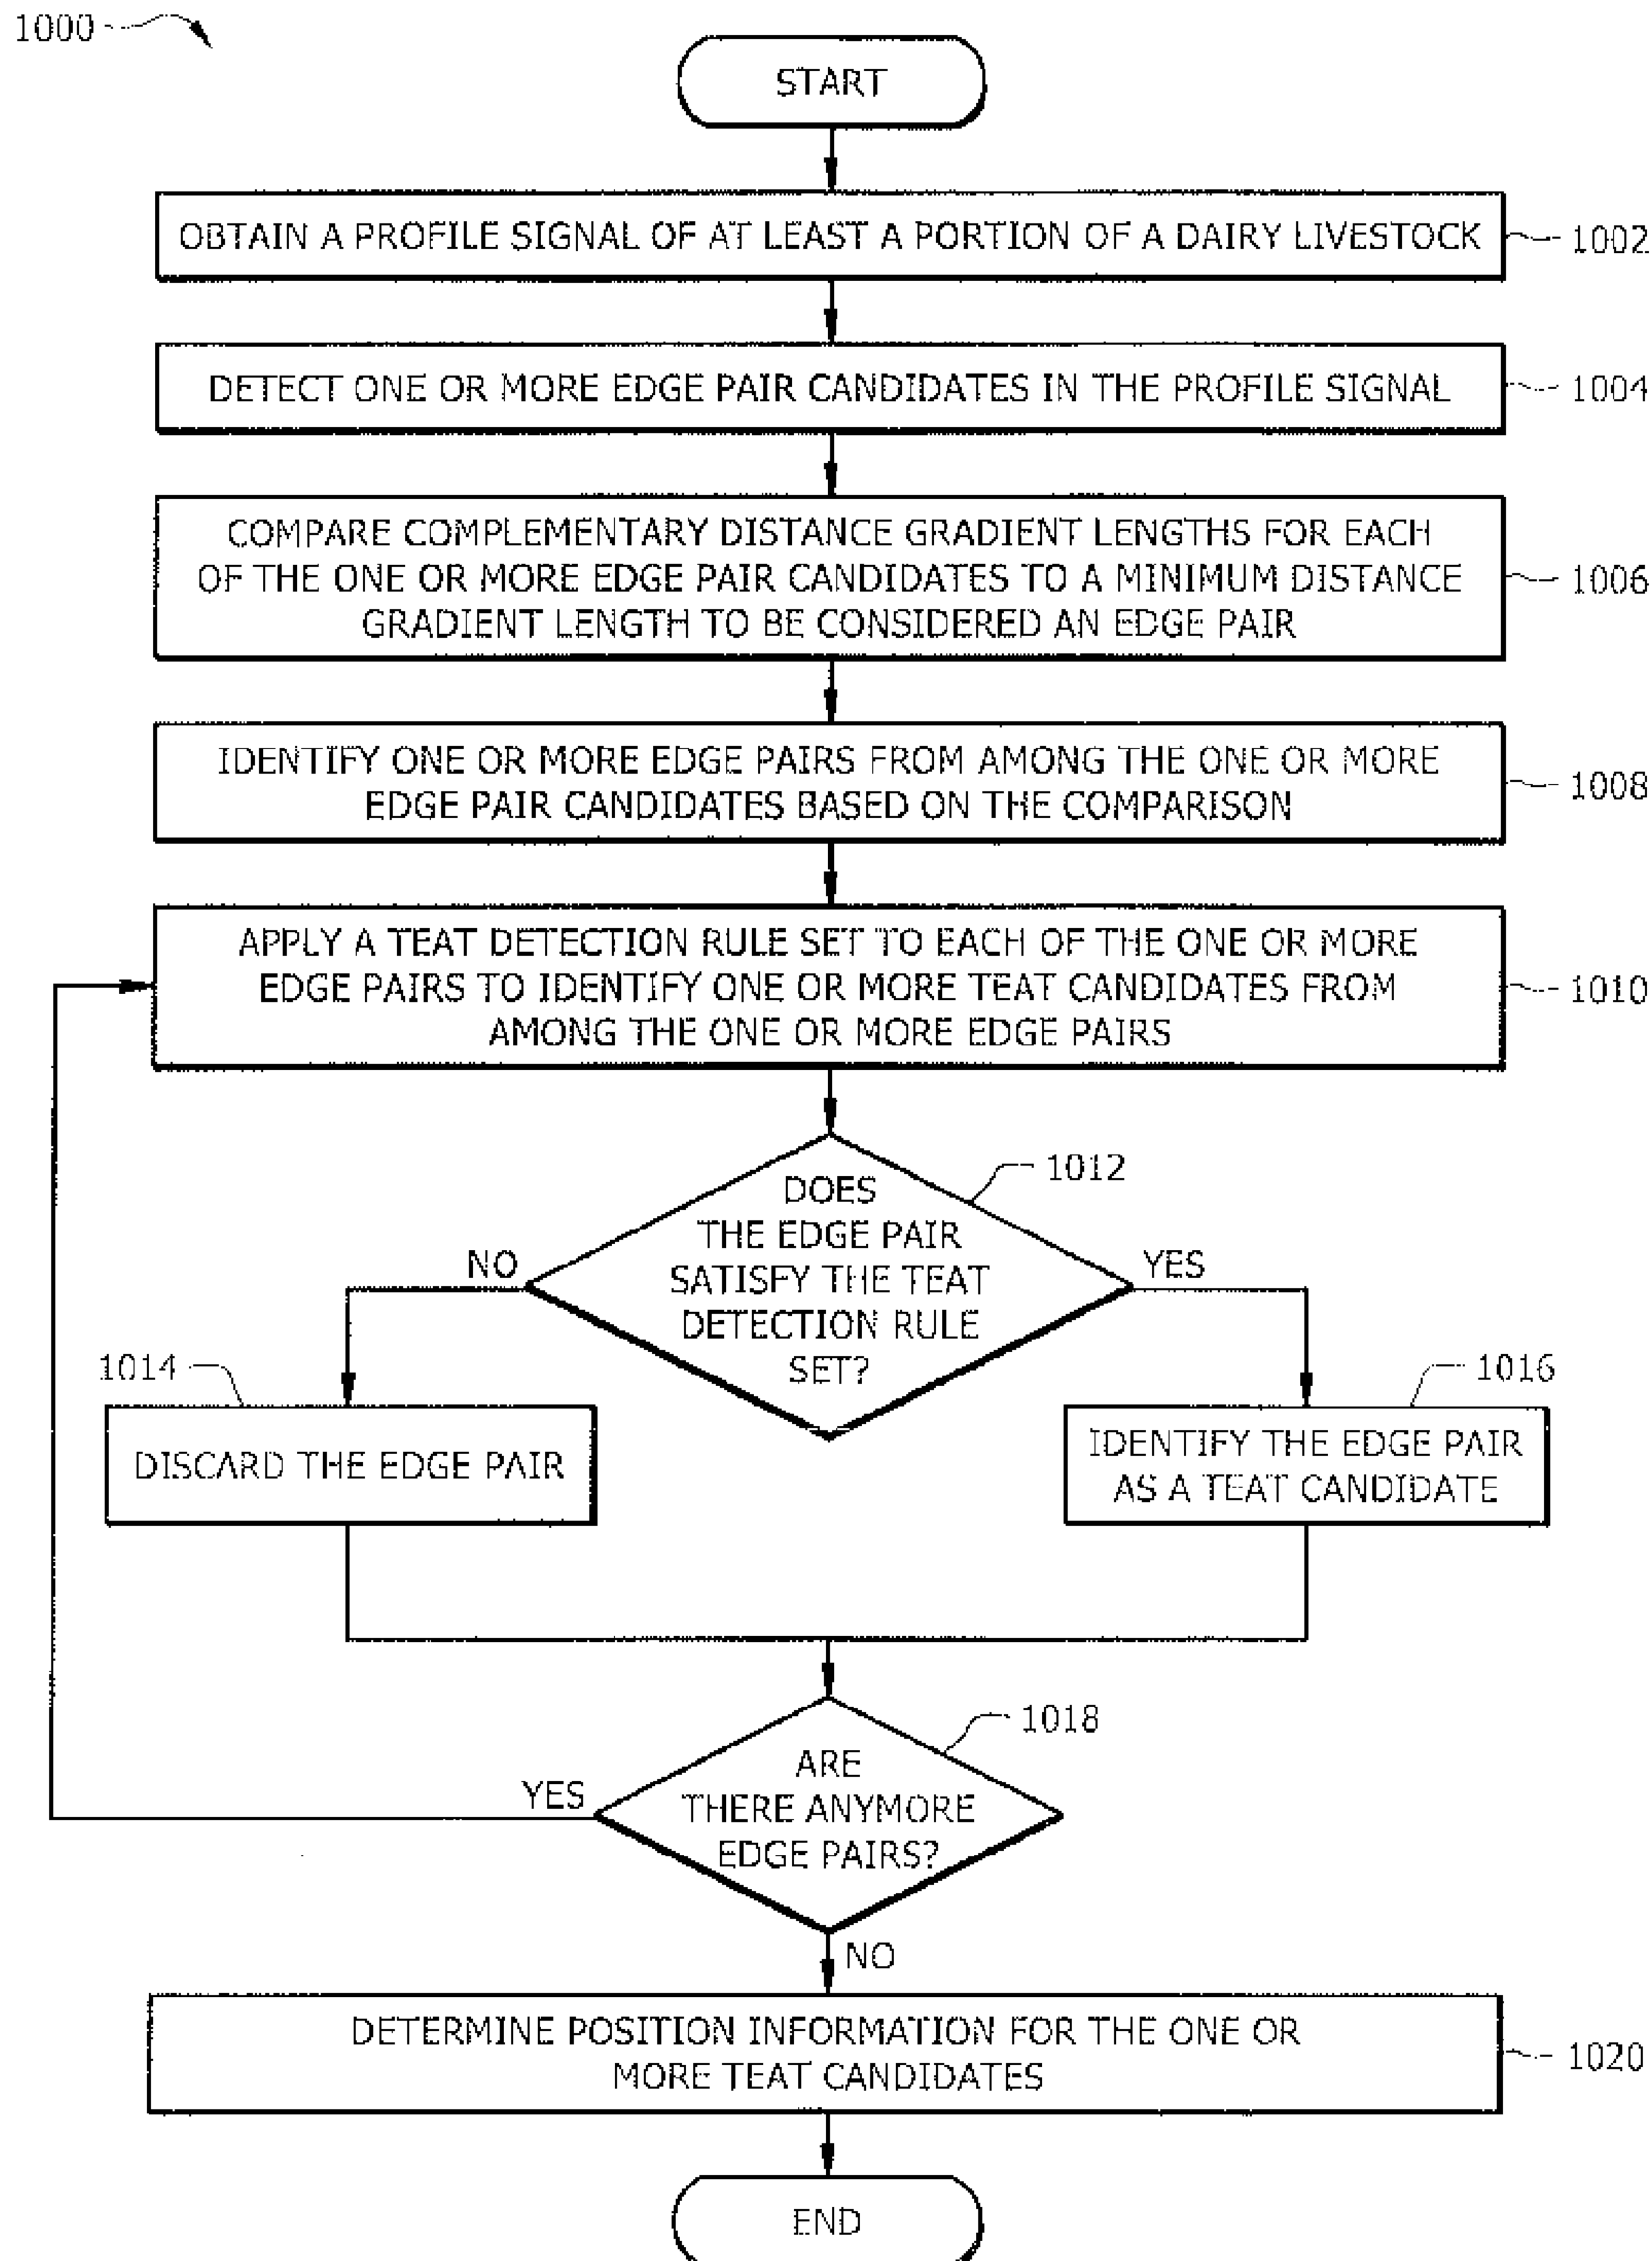 1000
START
OBTAIN A PROFILE SIGNAL OF AT LEAST A PORTION OF A DAIRY LIVESTOCK
1002
DETECT ONE OR MORE EDGE PAIR CANDIDATES IN THE PROFILE SIGNAL
1004
COMPARE COMPLEMENTARY DISTANCE GRADIENT LENGTHS FOR EACH
OF THE ONE OR MORE EDGE PAIR CANDIDATES TO A MINIMUM DISTANCE
GRADIENT LENGTH TO BE CONSIDERED AN EDGE PAIR
1006
IDENTIFY ONE OR MORE EDGE PAIRS FROM AMONG THE ONE OR MORE
EDGE PAIR CANDIDATES BASED ON THE COMPARISON
1008
APPLY A TEAT DETECTION RULE SET TO EACH OF THE ONE OR MORE
EDGE PAIRS TO IDENTIFY ONE OR MORE TEAT CANDIDATES FROM
AMONG THE ONE OR MORE EDGE PAIRS
1010
DOES
THE EDGE PAIR
SATISFY THE TEAT
DETECTION RULE
SET?
1012
NO
YES
1014
DISCARD THE EDGE PAIR
1016
IDENTIFY THE EDGE PAIR
AS A TEAT CANDIDATE
ARE
THERE ANYMORE
EDGE PAIRS?
1018
YES
NO
DETERMINE POSITION INFORMATION FOR THE ONE OR
MORE TEAT CANDIDATES
1020
END